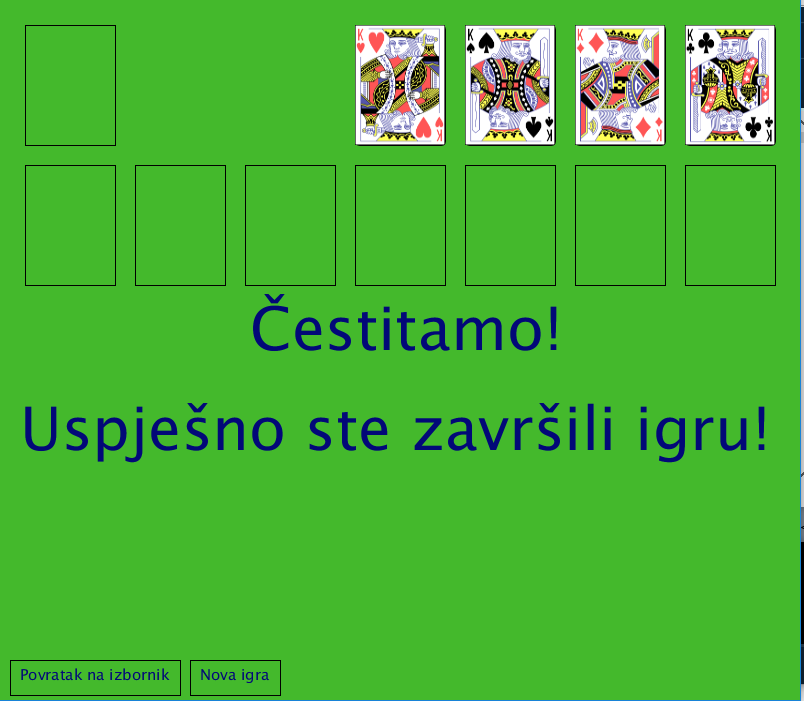 K K K K
K K K K
Čestitamo!
Uspješno ste završili igru!
Povratak na izbornik Nova igra